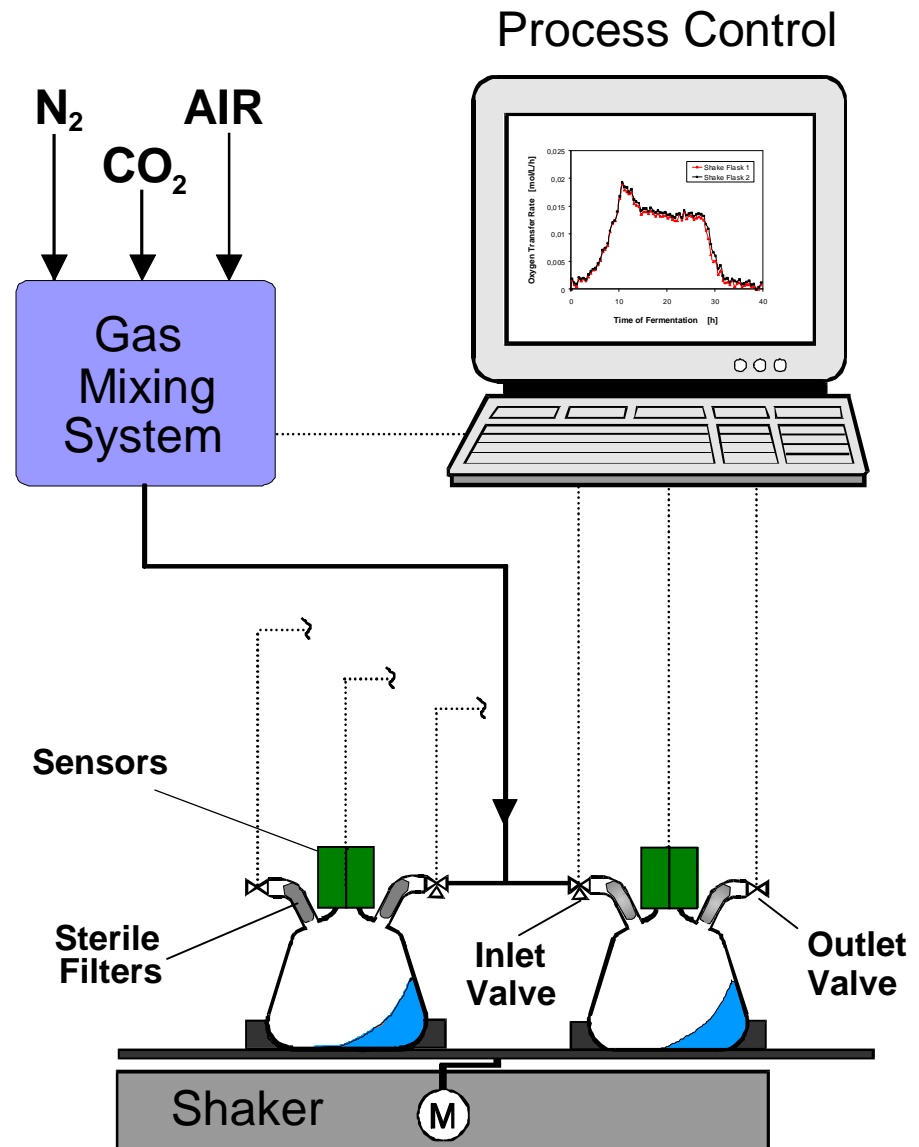 Process Control
N₂
CO₂
AIR
Gas
Mixing
System
0,025
0,02
0,015
0,01
0,005
0
0
10
20
30
40
Oxygen Transfer Rate [mol/L/h]
Time of Fermentation [h]
Shake Flask 1
Shake Flask 2
Sensors
Sterile
Filters
Inlet
Valve
Outlet
Valve
Shaker
M